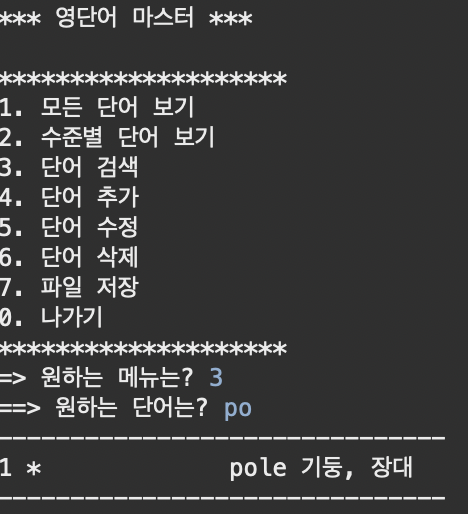 *** 영단어 마스터 ***
********************
1. 모든 단어 보기
2. 수준별 단어 보기
3. 단어 검색
4. 단어 추가
5. 단어 수정
6. 단어 삭제
7. 파일 저장
0. 나가기
********************
=> 원하는 메뉴는? 3
==> 원하는 단어는? po
-------------------------------
1 *             pole 기둥, 장대
-------------------------------